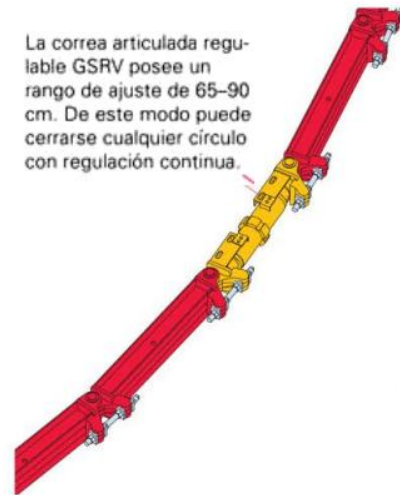 La correa articulada regu-
lable GSRV posee un
rango de ajuste de 65–90
cm. De este modo puede
cerrarse cualquier círculo
con regulación continua.